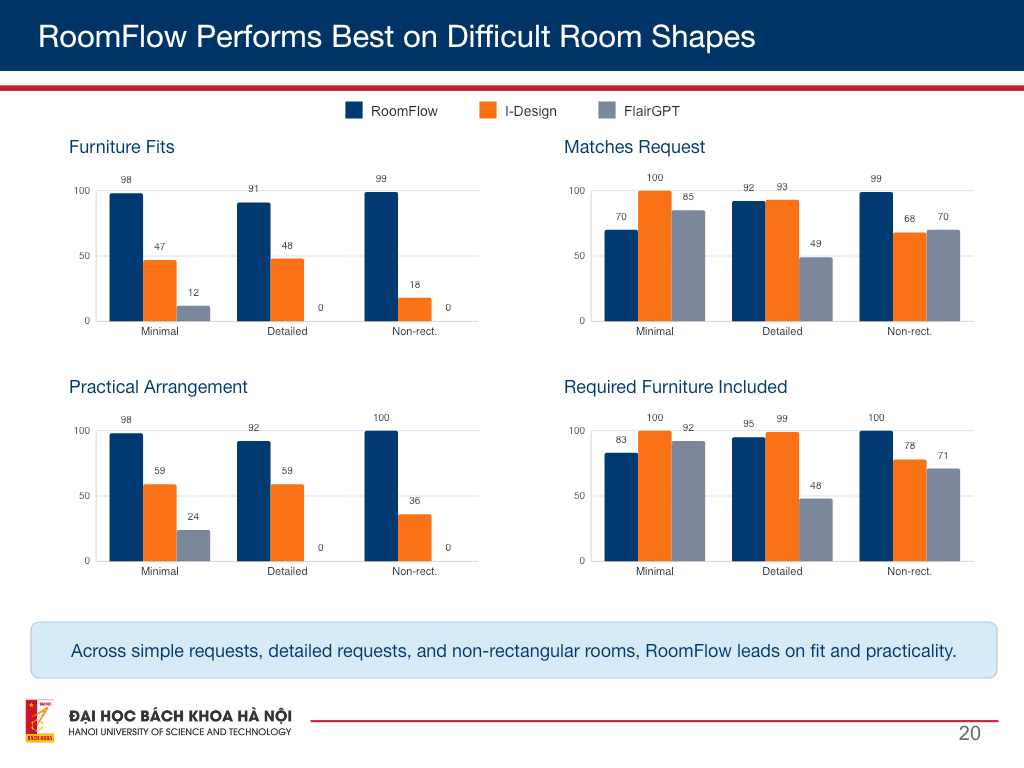 RoomFlow Performs Best on Difficult Room Shapes
RoomFlow I-Design FlairGPT
Furniture Fits
100
50
0
98 47 12
91 48 0
99 18 0
Minimal Detailed Non-rect.
Matches Request
100
50
0
70 100 85
92 93 49
99 68 70
Minimal Detailed Non-rect.
Practical Arrangement
100
50
0
98 59 24
92 59 0
100 36 0
Minimal Detailed Non-rect.
Required Furniture Included
100
50
0
83 100 92
95 99 48
100 78 71
Minimal Detailed Non-rect.
Across simple requests, detailed requests, and non-rectangular rooms, RoomFlow leads on fit and practicality.
ĐẠI HỌC
BÁCH KHOA
ĐẠI HỌC BÁCH KHOA HÀ NỘI
HANOI UNIVERSITY OF SCIENCE AND TECHNOLOGY
20